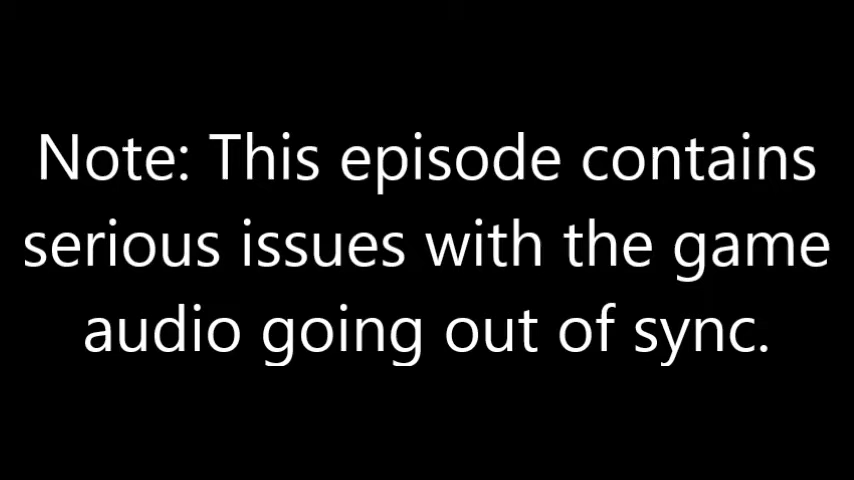 Note: This episode contains
serious issues with the game
audio going out of sync.